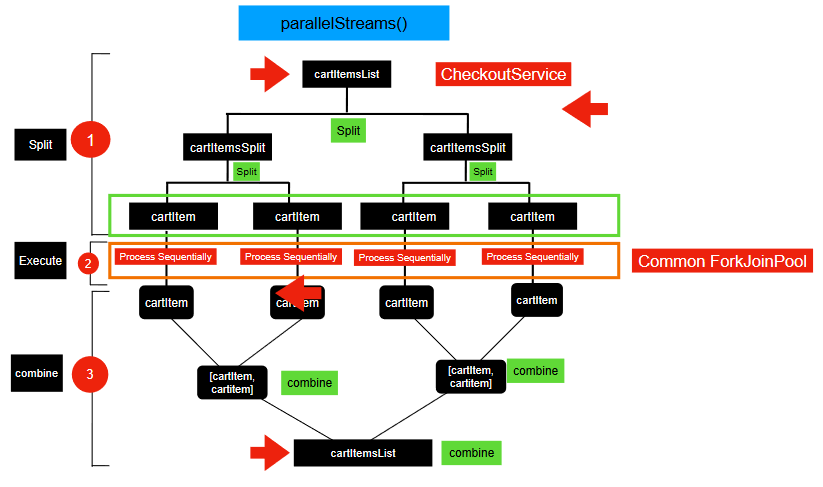 parallelStreams()
cartItemsList
CheckoutService
Split
1
Split
cartItemsSplit
cartItemsSplit
Split
Split
cartItem
cartItem
cartItem
cartItem
Execute
2
Process Sequentially
Process Sequentially
Process Sequentially
Process Sequentially
Common ForkJoinPool
cartItem
cartItem
cartItem
cartItem
combine
3
[cartItem,
cartitem]
combine
[cartItem,
cartitem]
combine
cartItemsList
combine